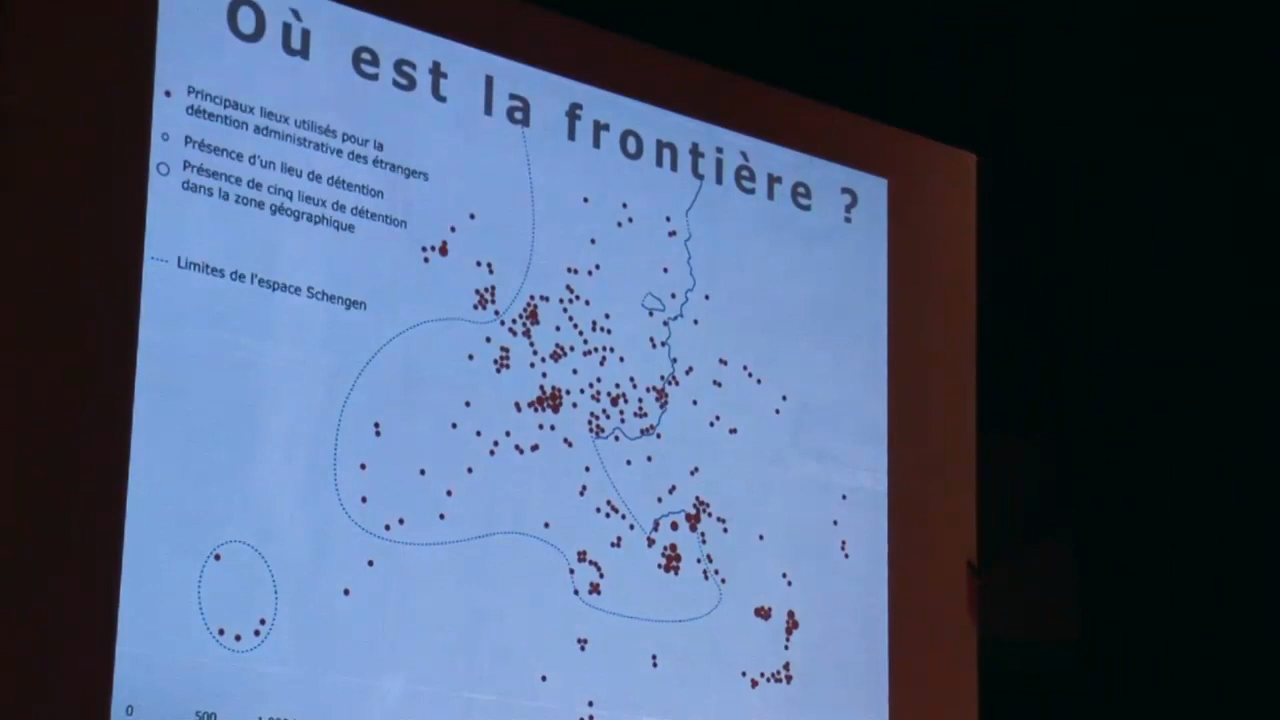 Où est la frontière ?
Principaux lieux utilisés pour la
détention administrative des étrangers
Présence d'un lieu de détention
Présence de cinq lieux de détention
dans la zone géographique
Limites de l'espace Schengen
0 500